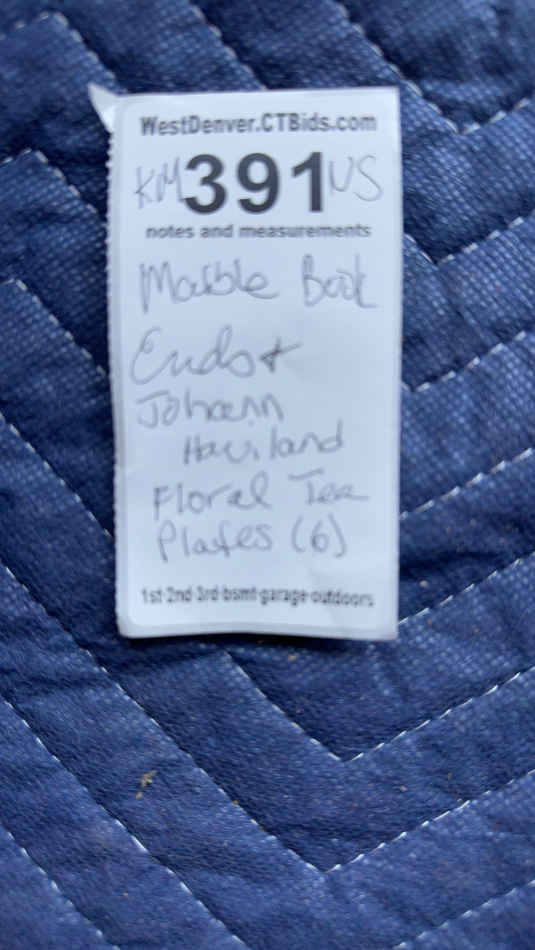 WestDenver.CTBids.com
KM 391 NS
notes and measurements
Marble Book
Ends &
Johann
Haviland
Floral Tea
Plates (6)
1st-2nd-3rd-bsmt-garage-outdoors